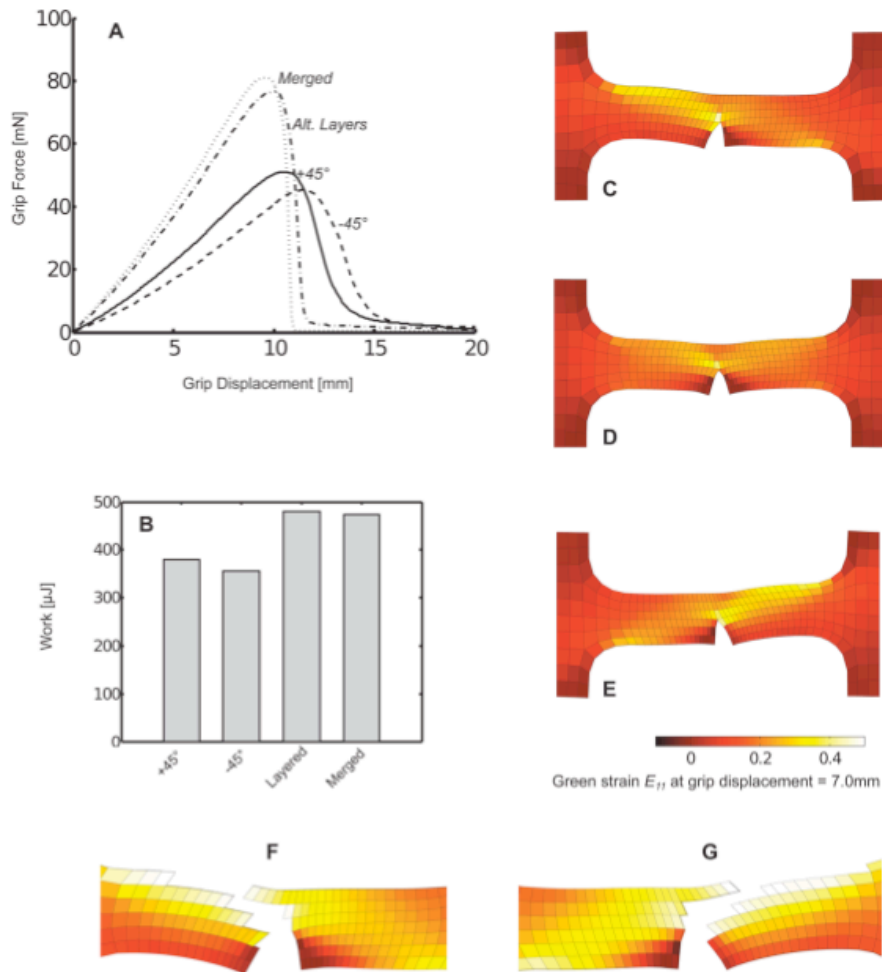 A
100
80
60
40
20
0
Grip Force [mN]
Merged
Alt. Layers
+45°
-45°
0
5
10
15
20
Grip Displacement [mm]
B
500
400
300
200
100
0
Work [µJ]
+45°
-45°
Layered
Merged
C
D
E
0
0.2
0.4
Green strain E11 at grip displacement = 7.0mm
F
G